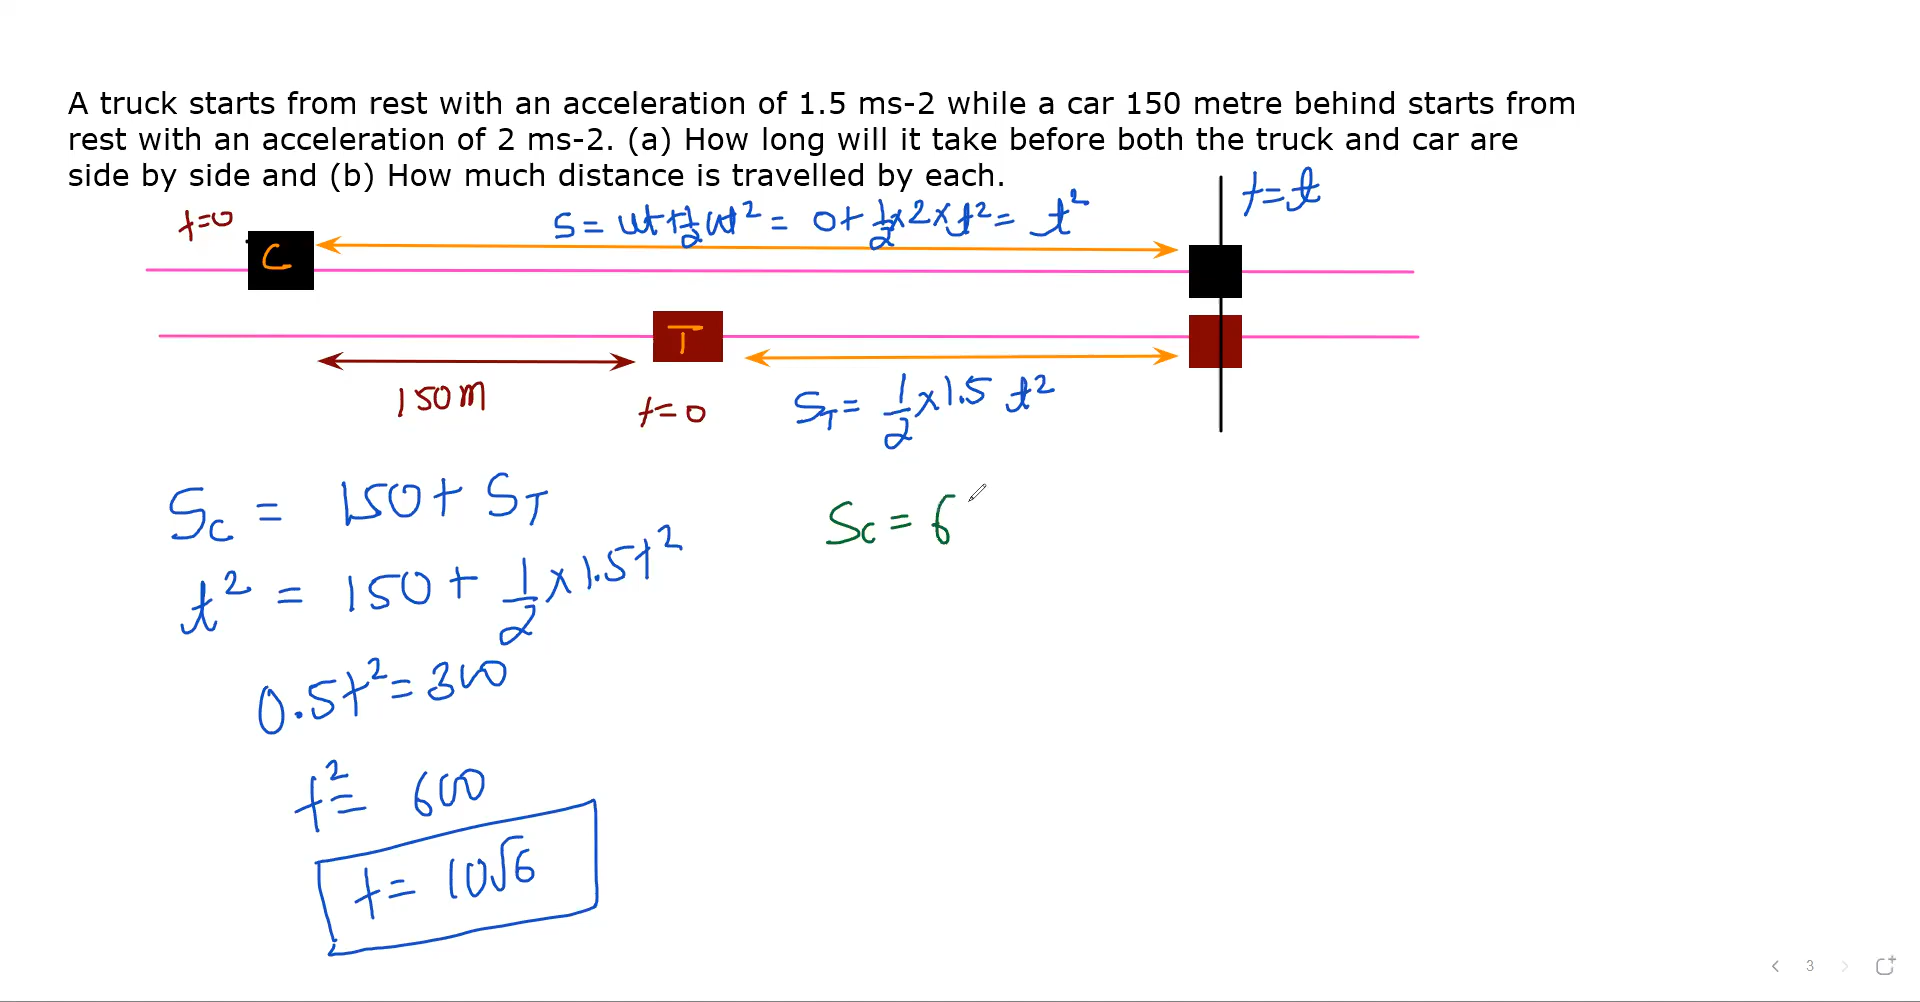 A truck starts from rest with an acceleration of 1.5 ms-2 while a car 150 metre behind starts from
rest with an acceleration of 2 ms-2. (a) How long will it take before both the truck and car are
side by side and (b) How much distance is travelled by each.
t=t
t=0
S= ut+½at² = 0+½×2×t²= t²
C
T
150m
t=0
S_T= ½×1.5 t²
S_C = 150+ S_T
S_C = 6
t² = 150+ ½×1.5t²
0.5t²=300
t²= 600
t= 10√6
3